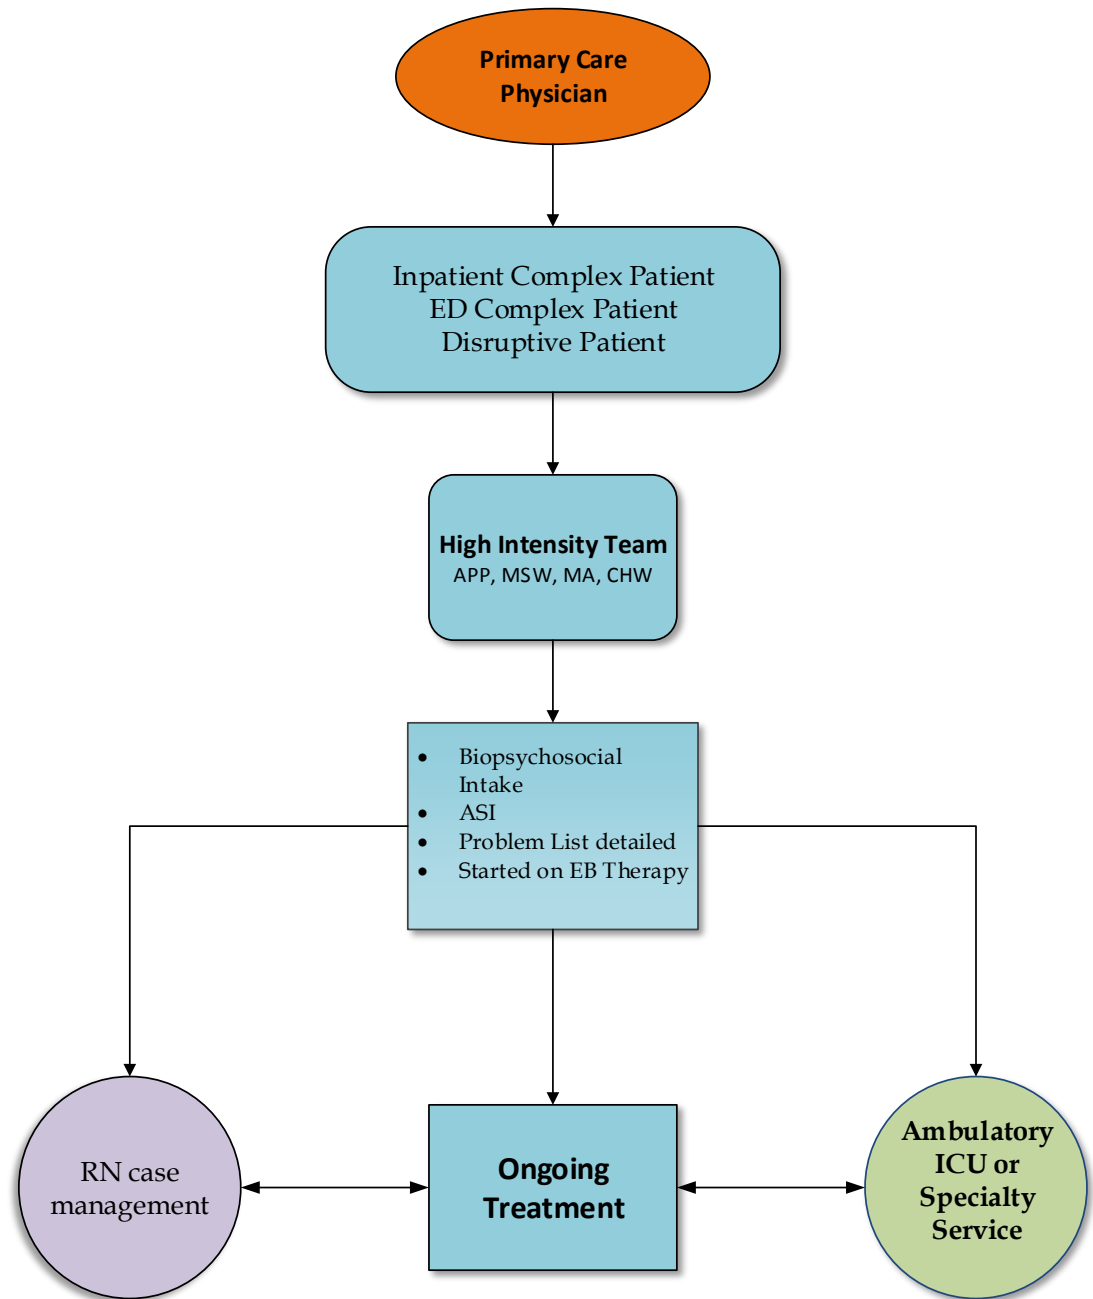 Primary Care
Physician
Inpatient Complex Patient
ED Complex Patient
Disruptive Patient
High Intensity Team
APP, MSW, MA, CHW
• Biopsychosocial
Intake
• ASI
• Problem List detailed
• Started on EB Therapy
RN case
management
Ongoing
Treatment
Ambulatory
ICU or
Specialty
Service